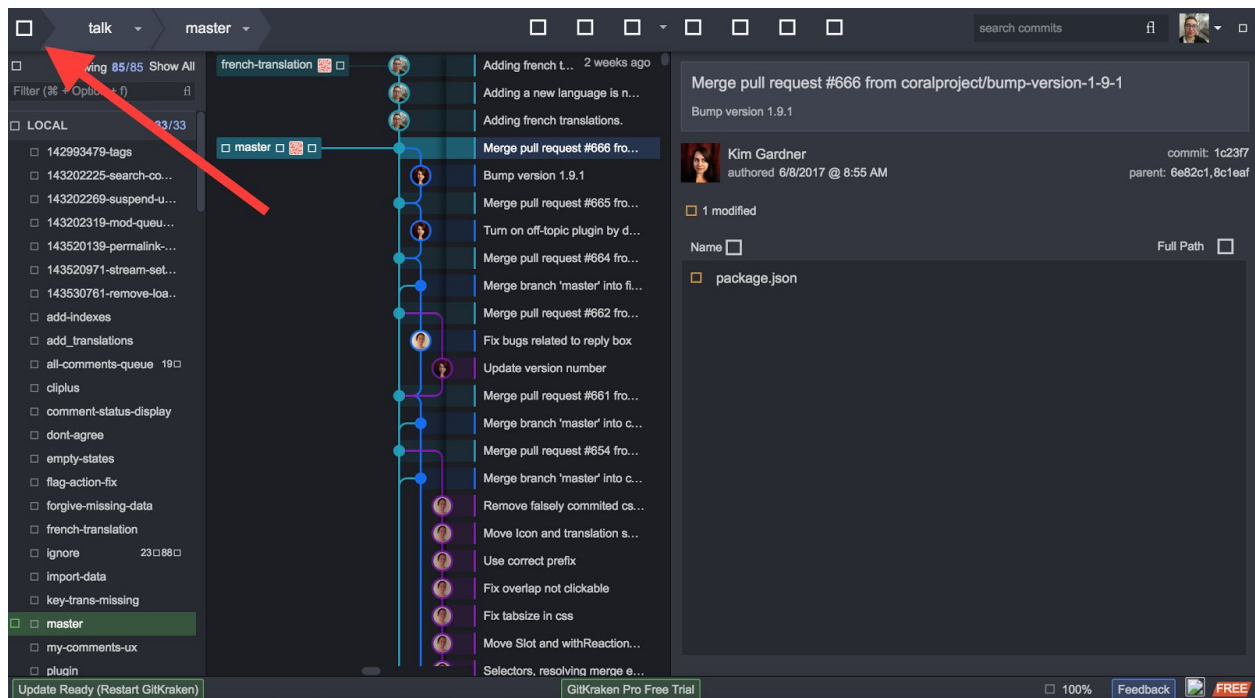 talk
master
search commits
fl
wing 85/85 Show All
Filter (⌘ + Option + f)
fl
LOCAL
33/33
142993479-tags
143202225-search-co...
143202269-suspend-u...
143202319-mod-queu...
143520139-permalink-...
143520971-stream-set...
143530761-remove-loa..
add-indexes
add_translations
all-comments-queue 19
cliplus
comment-status-display
dont-agree
empty-states
flag-action-fix
forgive-missing-data
french-translation
ignore 23 88
import-data
key-trans-missing
master
my-comments-ux
plugin
french-translation
master
Adding french t... 2 weeks ago
Adding a new language is n...
Adding french translations.
Merge pull request #666 fro...
Bump version 1.9.1
Merge pull request #665 fro...
Turn on off-topic plugin by d...
Merge pull request #664 fro...
Merge branch 'master' into fi...
Merge pull request #662 fro...
Fix bugs related to reply box
Update version number
Merge pull request #661 fro...
Merge branch 'master' into c...
Merge pull request #654 fro...
Merge branch 'master' into c...
Remove falsely commited cs...
Move Icon and translation s...
Use correct prefix
Fix overlap not clickable
Fix tabsize in css
Move Slot and withReaction...
Selectors, resolving merge e...
Merge pull request #666 from coralproject/bump-version-1-9-1
Bump version 1.9.1
Kim Gardner
authored 6/8/2017 @ 8:55 AM
commit: 1c23f7
parent: 6e82c1,8c1eaf
1 modified
Name
Full Path
package.json
Update Ready (Restart GitKraken)
GitKraken Pro Free Trial
100%
Feedback
FREE